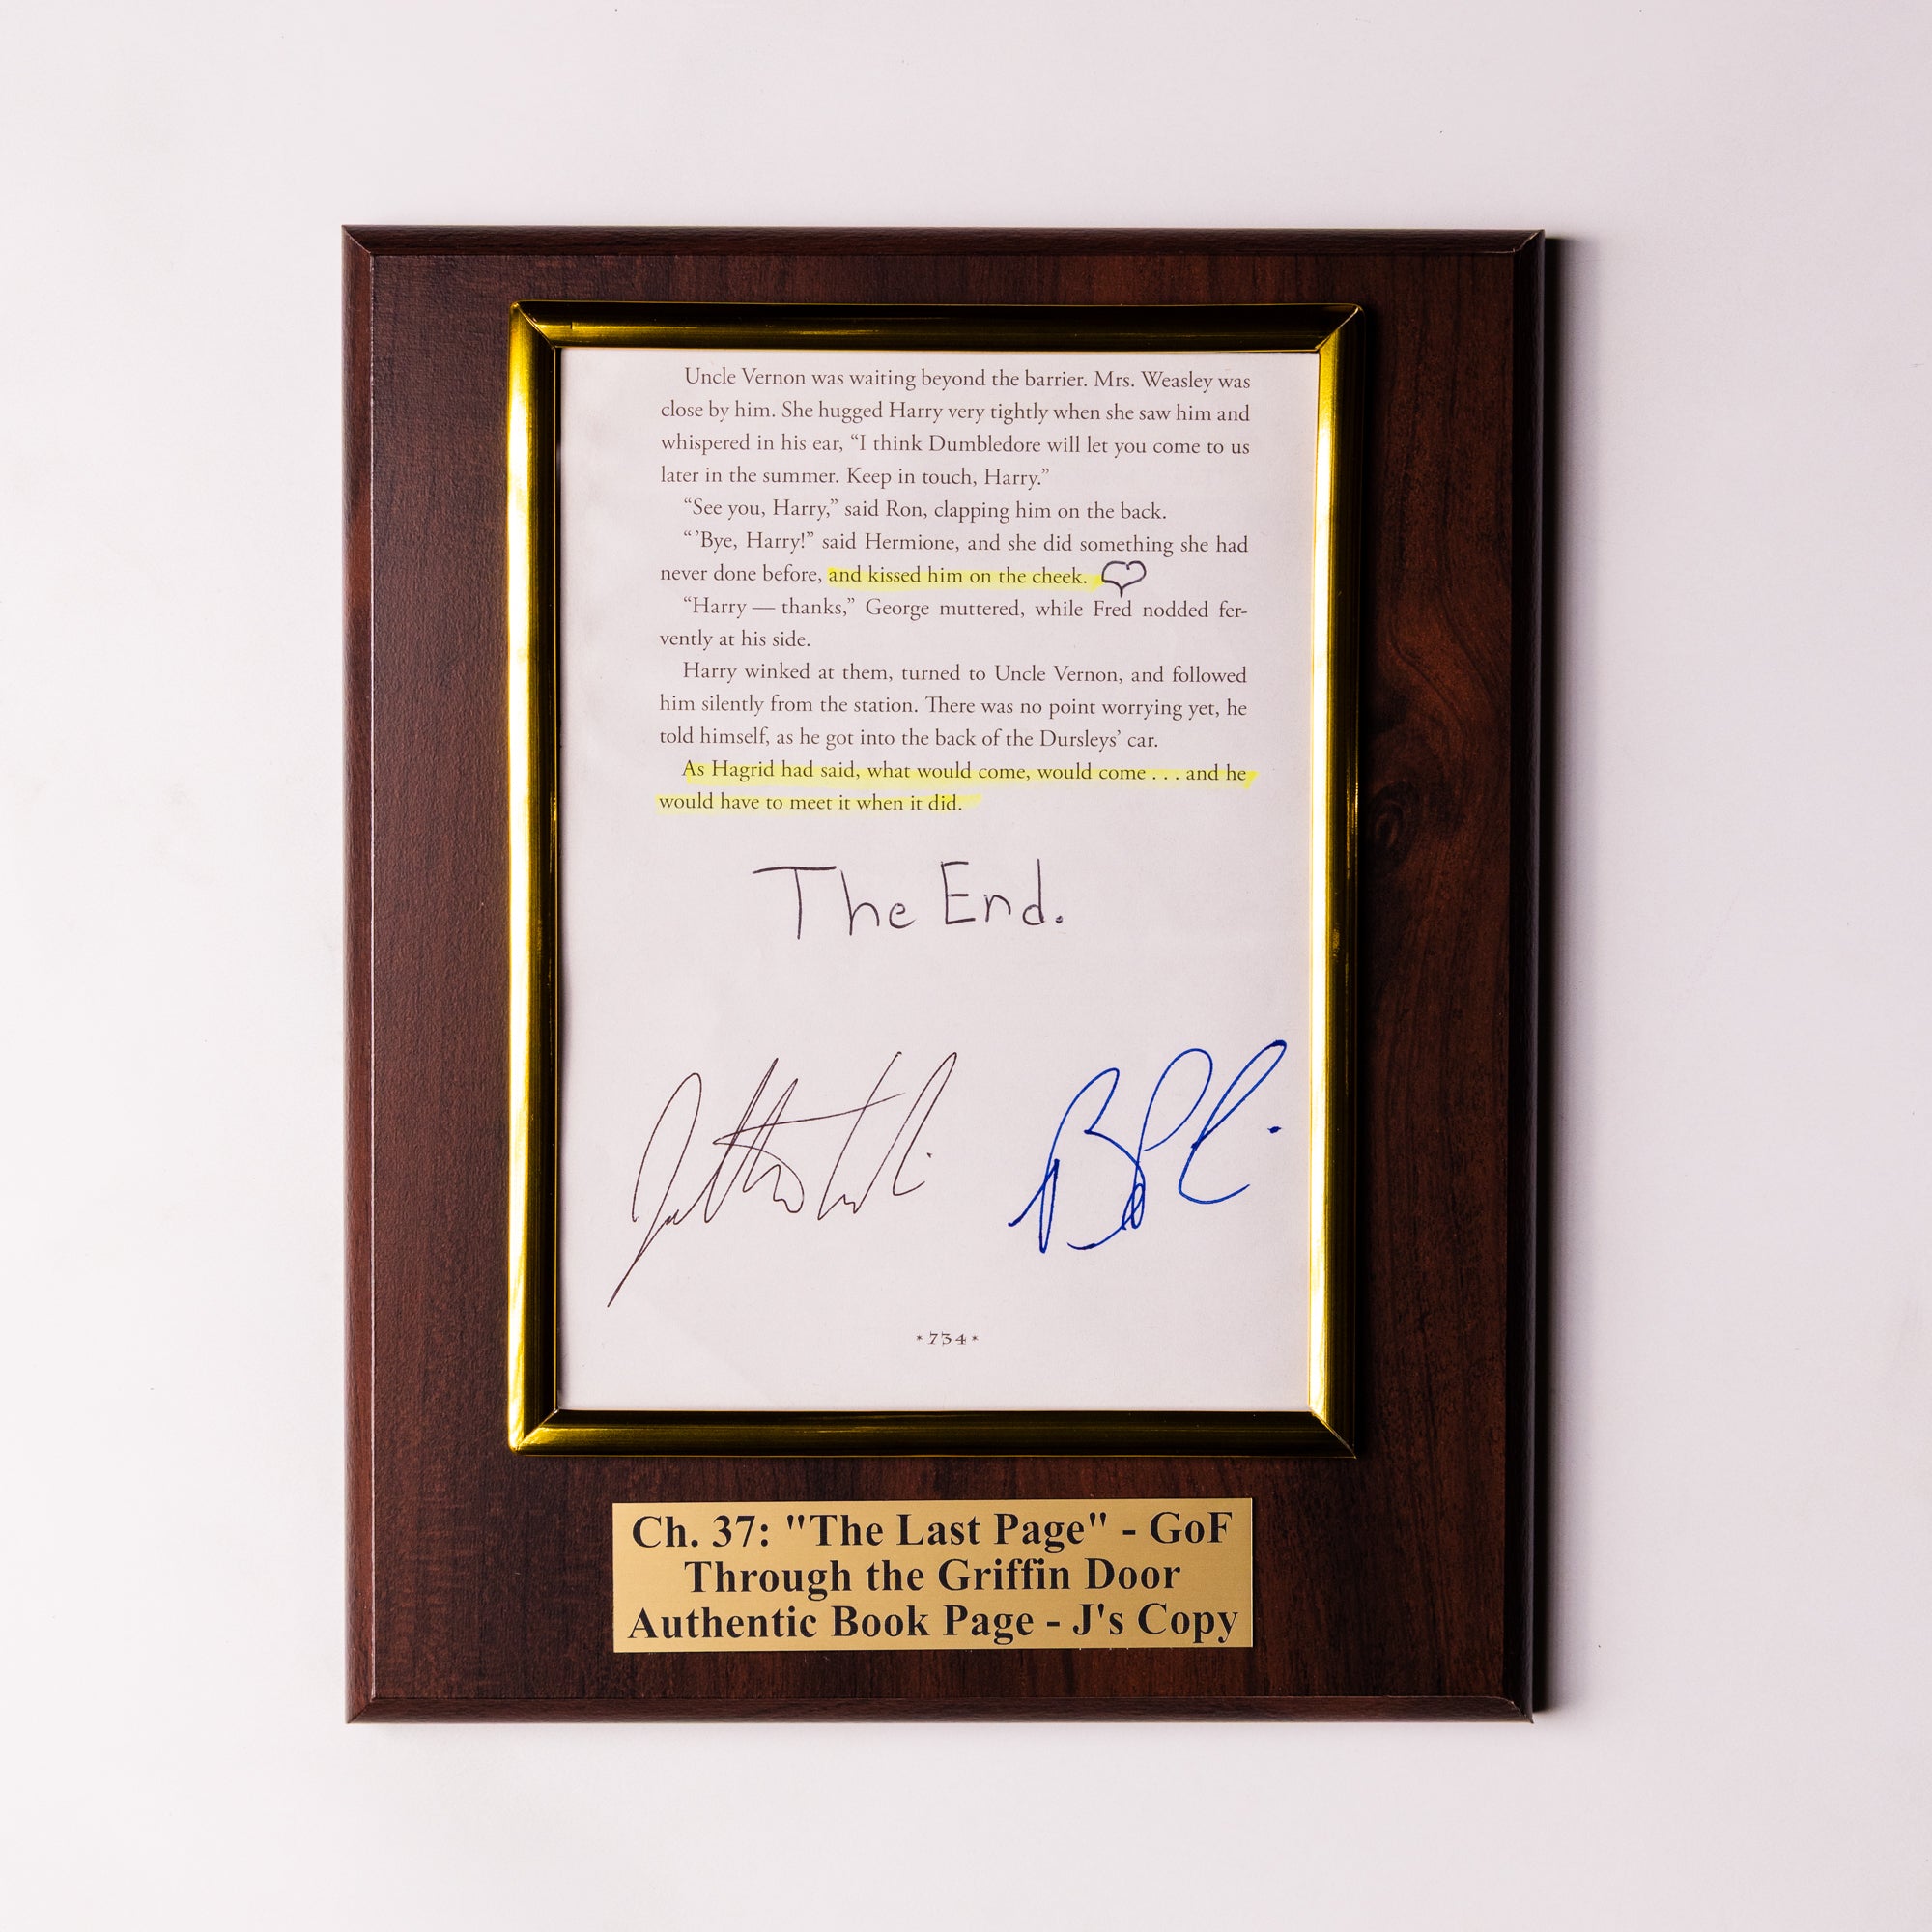 Uncle Vernon was waiting beyond the barrier. Mrs. Weasley was
close by him. She hugged Harry very tightly when she saw him and
whispered in his ear, “I think Dumbledore will let you come to us
later in the summer. Keep in touch, Harry.”
“See you, Harry,” said Ron, clapping him on the back.
“ ’Bye, Harry!” said Hermione, and she did something she had
never done before, and kissed him on the cheek.
“Harry — thanks,” George muttered, while Fred nodded fer-
vently at his side.
Harry winked at them, turned to Uncle Vernon, and followed
him silently from the station. There was no point worrying yet, he
told himself, as he got into the back of the Dursleys’ car.
As Hagrid had said, what would come, would come . . . and he
would have to meet it when it did.
The End.
* 734 *
Ch. 37: "The Last Page" - GoF
Through the Griffin Door
Authentic Book Page - J's Copy